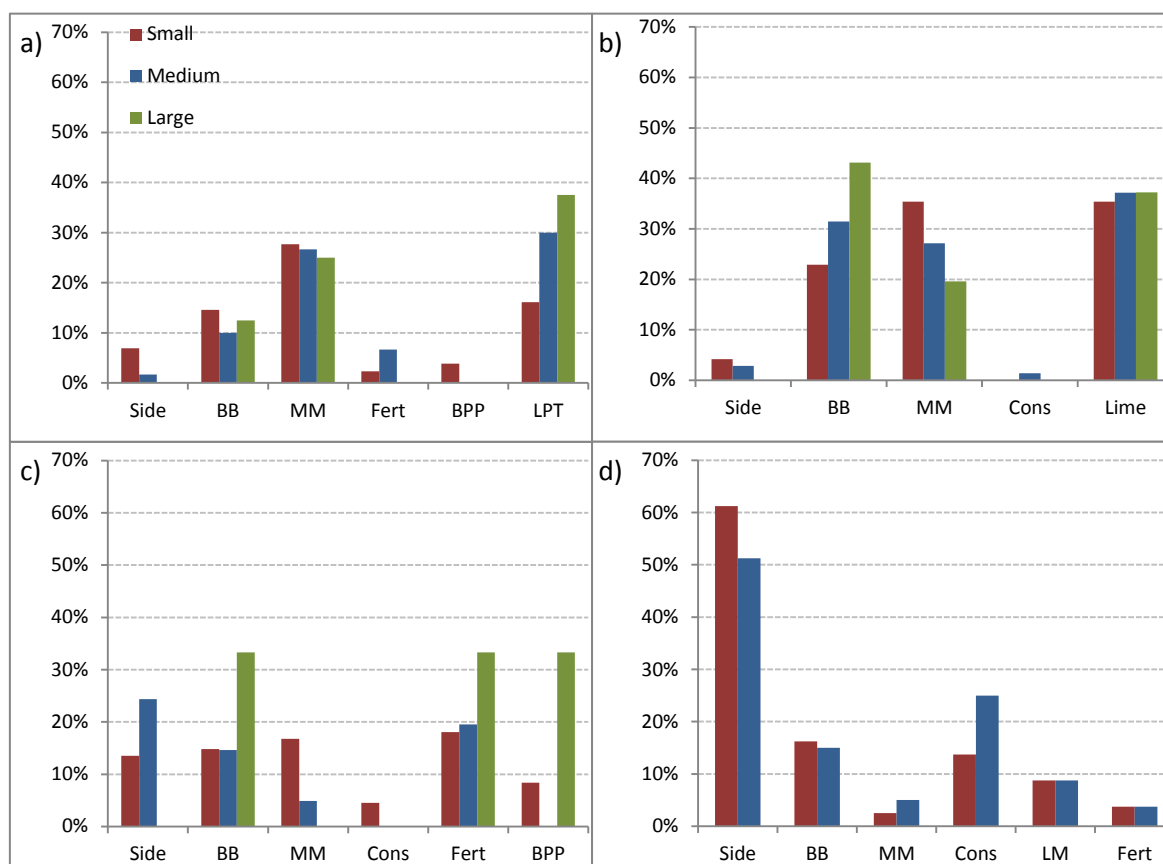 a)
Small
Medium
Large
70%
60%
50%
40%
30%
20%
10%
0%
Side BB MM Fert BPP LPT
b)
70%
60%
50%
40%
30%
20%
10%
0%
Side BB MM Cons Lime
c)
70%
60%
50%
40%
30%
20%
10%
0%
Side BB MM Cons Fert BPP
d)
70%
60%
50%
40%
30%
20%
10%
0%
Side BB MM Cons LM Fert